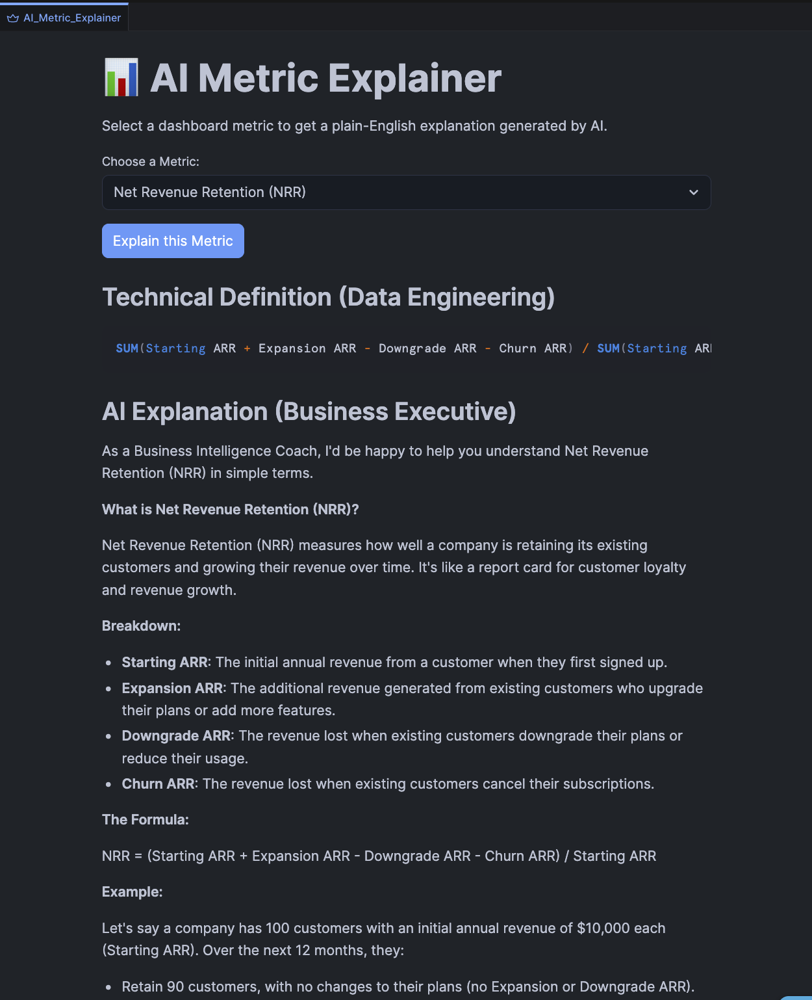 AI_Metric_Explainer
AI Metric Explainer
Select a dashboard metric to get a plain-English explanation generated by AI.
Choose a Metric:
Net Revenue Retention (NRR)
Explain this Metric
Technical Definition (Data Engineering)
SUM(Starting ARR + Expansion ARR - Downgrade ARR - Churn ARR) / SUM(Starting
AI Explanation (Business Executive)
As a Business Intelligence Coach, I'd be happy to help you understand Net Revenue
Retention (NRR) in simple terms.
What is Net Revenue Retention (NRR)?
Net Revenue Retention (NRR) measures how well a company is retaining its existing
customers and growing their revenue over time. It's like a report card for customer loyalty
and revenue growth.
Breakdown:
• Starting ARR: The initial annual revenue from a customer when they first signed up.
• Expansion ARR: The additional revenue generated from existing customers who upgrade
their plans or add more features.
• Downgrade ARR: The revenue lost when existing customers downgrade their plans or
reduce their usage.
• Churn ARR: The revenue lost when existing customers cancel their subscriptions.
The Formula:
NRR = (Starting ARR + Expansion ARR - Downgrade ARR - Churn ARR) / Starting ARR
Example:
Let's say a company has 100 customers with an initial annual revenue of $10,000 each
(Starting ARR). Over the next 12 months, they:
• Retain 90 customers, with no changes to their plans (no Expansion or Downgrade ARR).